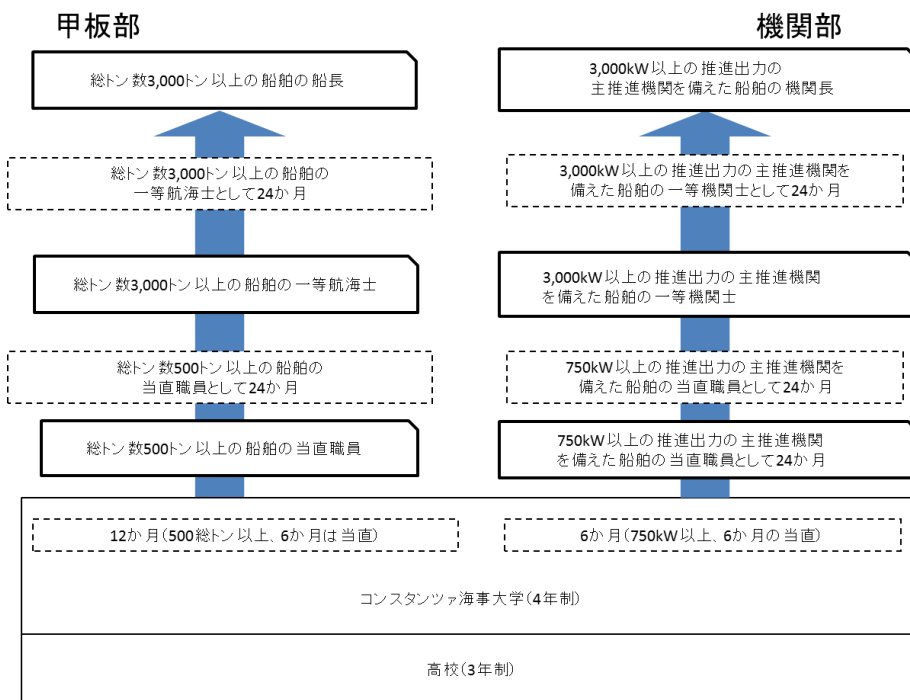 甲板部
機関部
総トン数3,000トン以上の船舶の船長
3,000kW以上の推進出力の
主推進機関を備えた船舶の機関長
総トン数3,000トン以上の船舶の
一等航海士として24か月
3,000kW以上の推進出力の主推進機関を
備えた船舶の一等機関士として24か月
総トン数3,000トン以上の船舶の一等航海士
3,000kW以上の推進出力の主推進機関
を備えた船舶の一等機関士
総トン数500トン以上の船舶の
当直職員として24か月
750kW以上の推進出力の主推進機関を
備えた船舶の当直職員として24か月
総トン数500トン以上の船舶の当直職員
750kW以上の推進出力の主推進機関
を備えた船舶の当直職員として24か月
12か月(500総トン以上、6か月は当直)
6か月(750kW以上、6か月の当直)
コンスタンツァ海事大学(4年制)
高校(3年制)